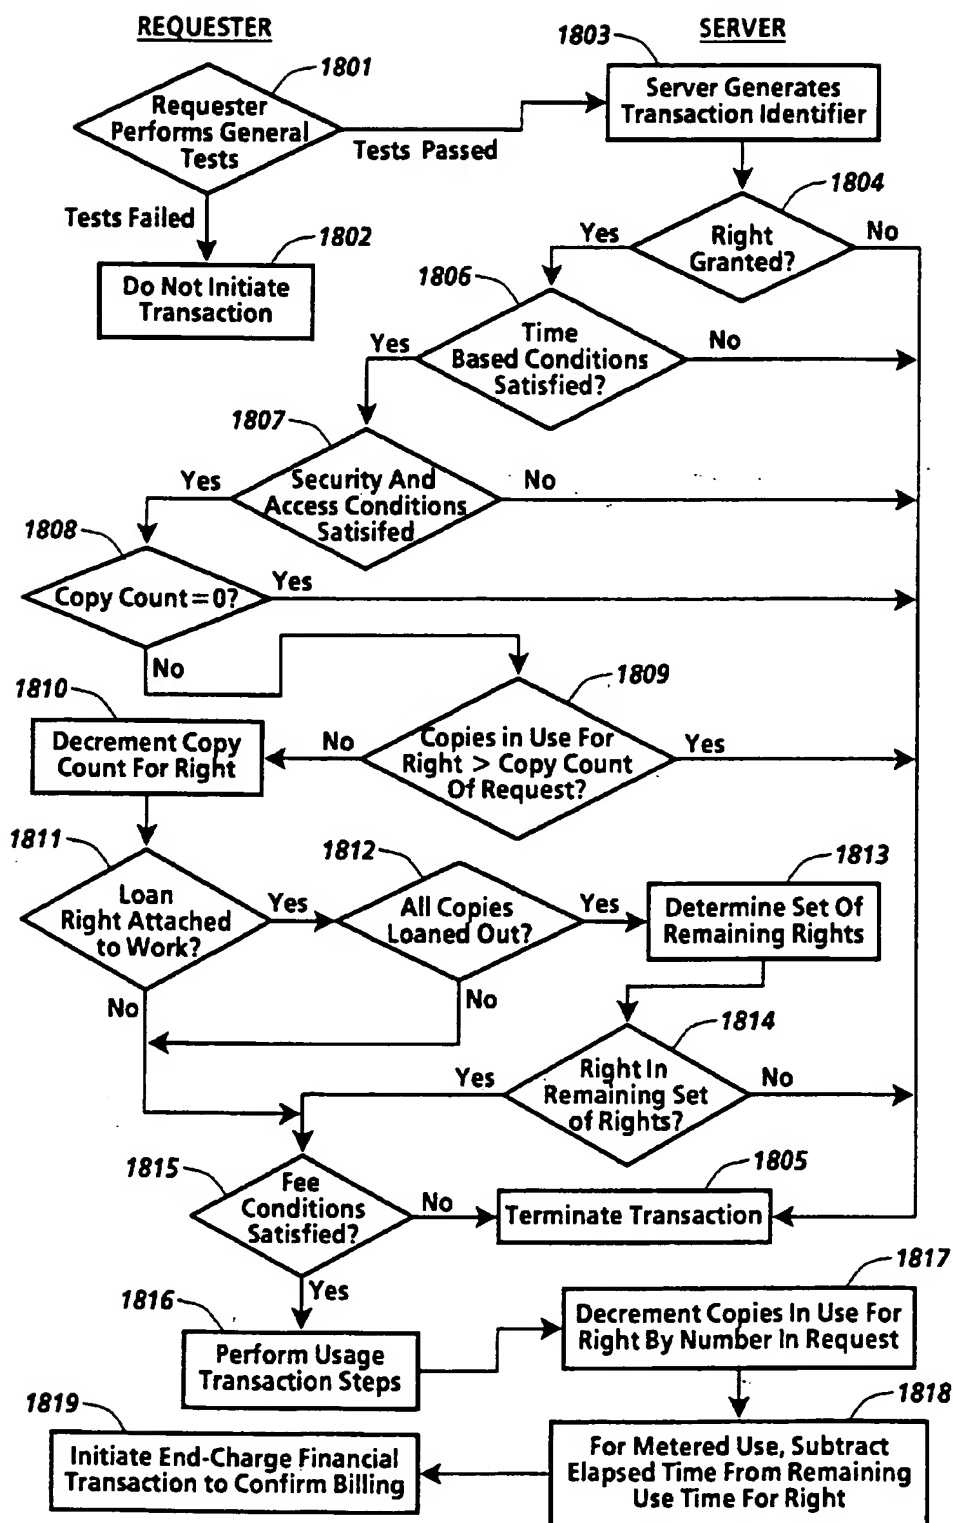 REQUESTER
SERVER
1801
1803
Requester
Performs General
Tests
Server Generates
Transaction Identifier
Tests Passed
Tests Failed
1802
1804
Do Not Initiate
Transaction
Yes
Right
Granted?
No
1806
Yes
Time
Based Conditions
Satisfied?
No
1807
Yes
Security And
Access Conditions
Satisifed
No
1808
Copy Count = 0?
Yes
No
1809
1810
Decrement Copy
Count For Right
No
Copies in Use For
Right > Copy Count
Of Request?
Yes
1811
1812
1813
Loan
Right Attached
to Work?
Yes
All Copies
Loaned Out?
Yes
Determine Set Of
Remaining Rights
No
No
1814
Yes
Right In
Remaining Set
of Rights?
No
1815
1805
Fee
Conditions
Satisfied?
No
Terminate Transaction
Yes
1816
1817
Perform Usage
Transaction Steps
Decrement Copies In Use For
Right By Number In Request
1819
1818
Initiate End-Charge Financial
Transaction to Confirm Billing
For Metered Use, Subtract
Elapsed Time From Remaining
Use Time For Right